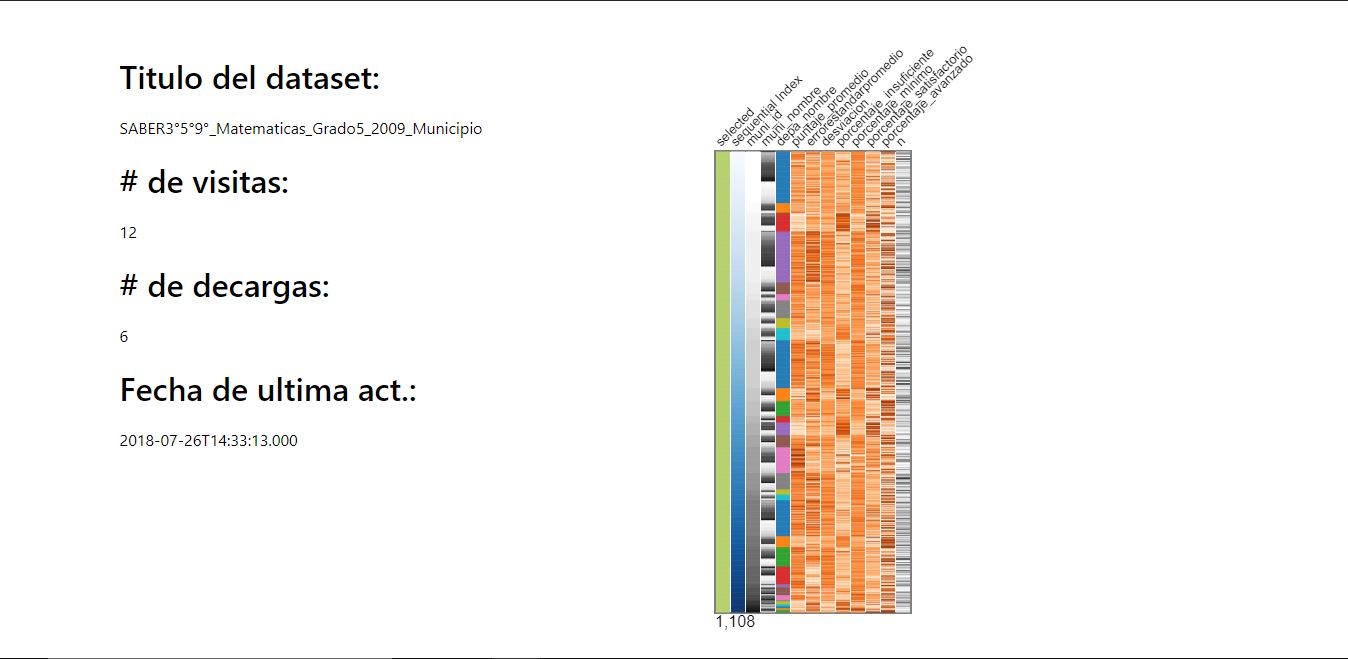 Titulo del dataset:
SABER3°5°9°_Matematicas_Grado5_2009_Municipio
# de visitas:
12
# de decargas:
6
Fecha de ultima act.:
2018-07-26T14:33:13.000
selected
sequential Index
muni_id
muni_nombre
depa_nombre
puntaje_promedio
errorestandarpromedio
desviacion
porcentaje_insuficiente
porcentaje_minimo
porcentaje_satisfactorio
porcentaje_avanzado
n
1,108